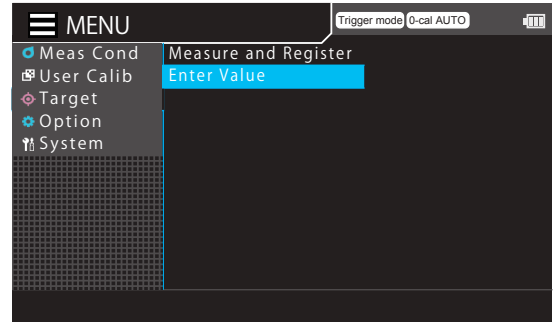 MENU
Trigger mode 0-cal AUTO
Meas Cond
User Calib
Target
Option
System
Measure and Register
Enter Value